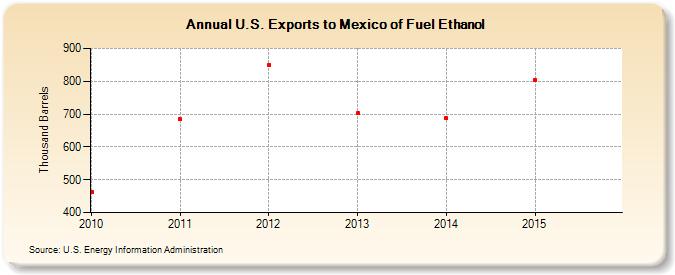 Annual U.S. Exports to Mexico of Fuel Ethanol
Thousand Barrels
900
800
700
600
500
400
2010 2011 2012 2013 2014 2015
Source: U.S. Energy Information Administration